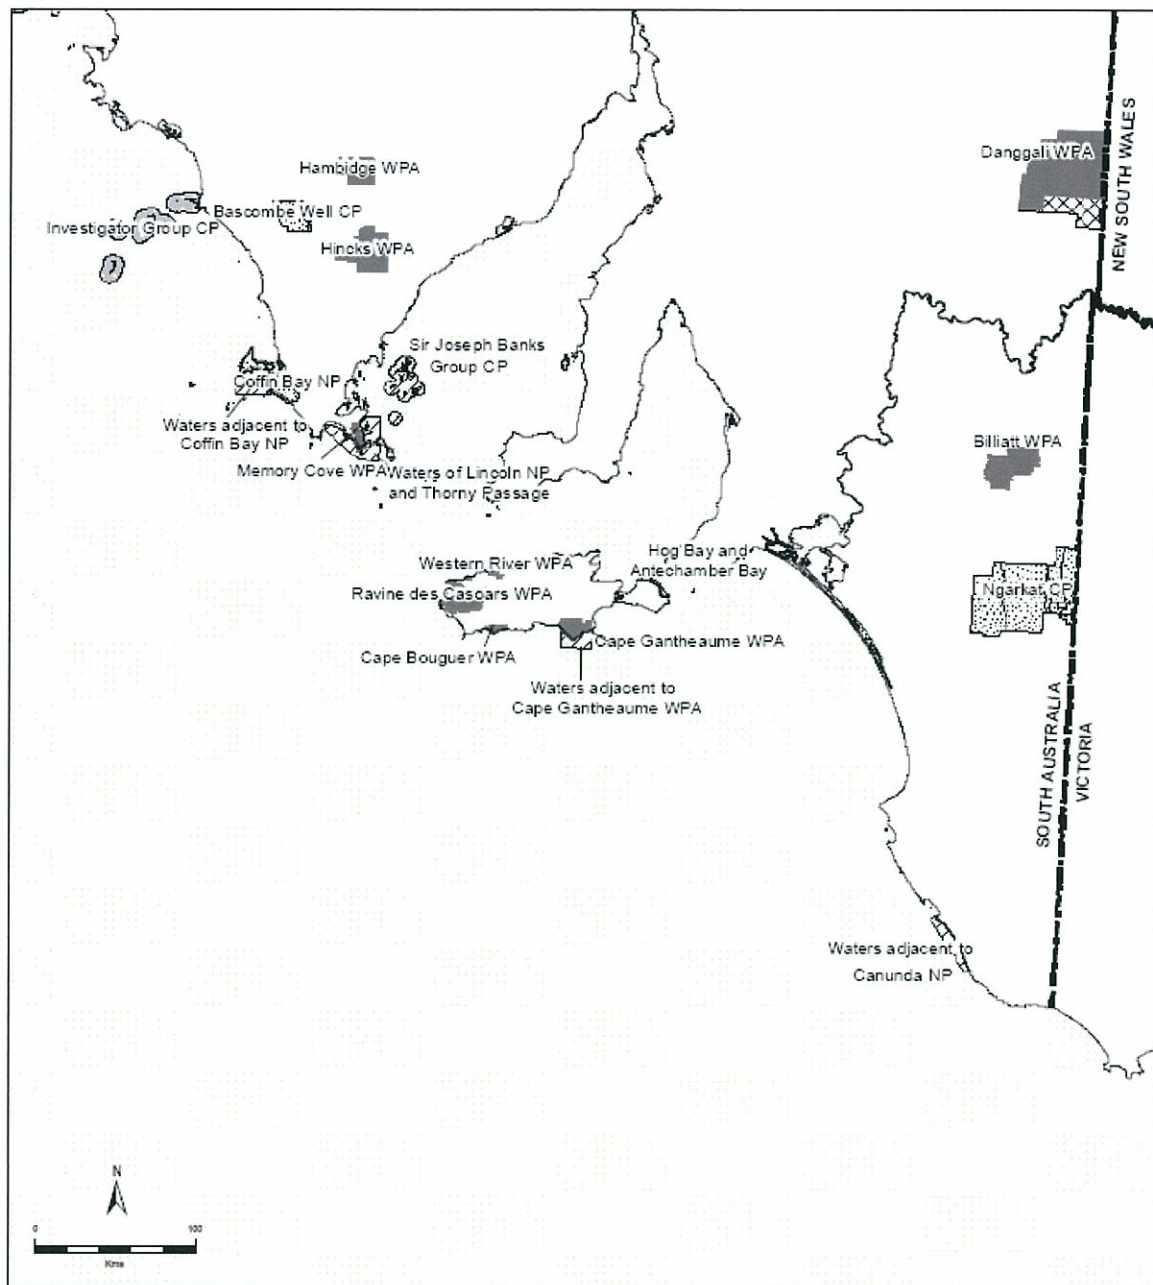 Danggali WPA
NEW SOUTH WALES
Hambidge WPA
Bascombe Well CP
Investigator Group CP
Hincks WPA
Sir Joseph Banks
Group CP
Coffin Bay NP
Waters adjacent to
Coffin Bay NP
Memory Cove WPA
Waters of Lincoln NP
and Thorny Passage
Billiatt WPA
Western River WPA
Hog Bay and
Antechamber Bay
Ravine des Casoars WPA
Ngarkat CP
Cape Gantheaume WPA
Cape Bouguer WPA
Waters adjacent to
Cape Gantheaume WPA
SOUTH AUSTRALIA
VICTORIA
Waters adjacent to
Canunda NP
N
0 100
Kms